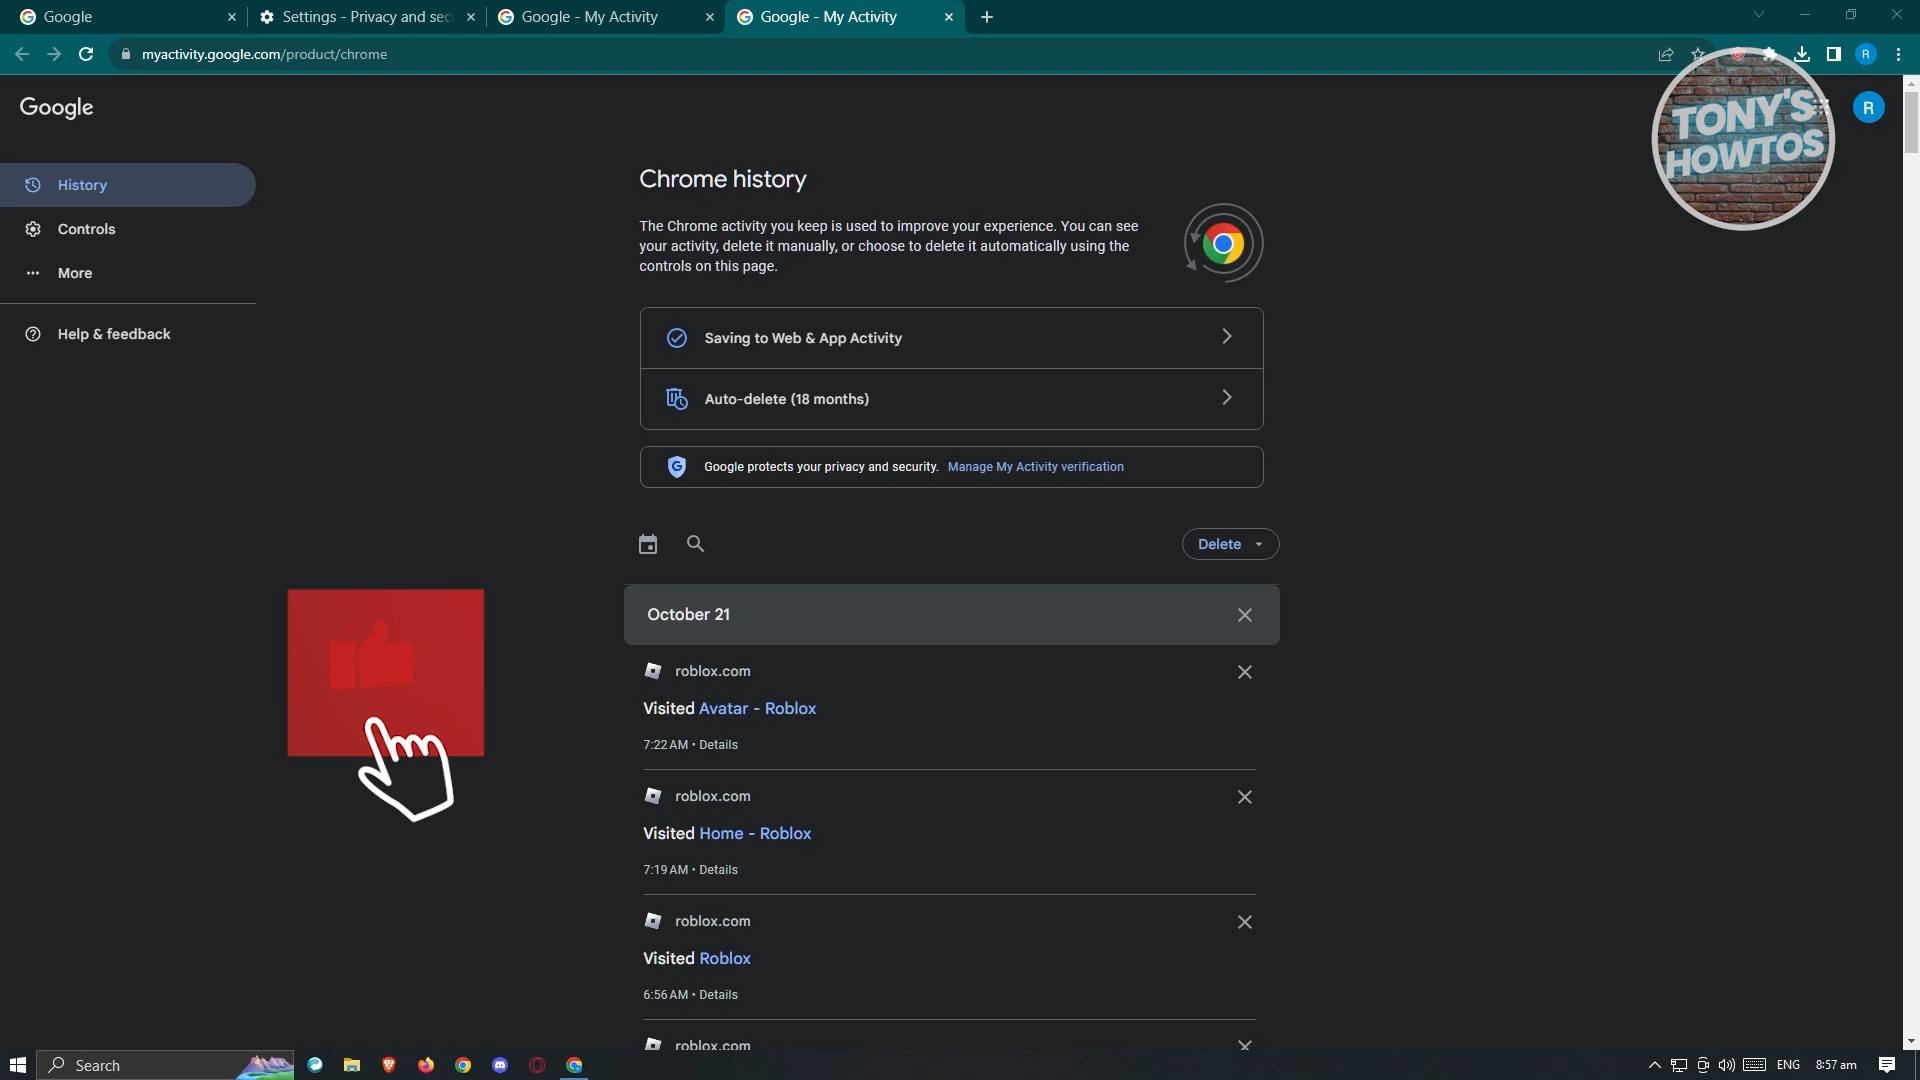 Google
Settings - Privacy and sec
Google - My Activity
Google - My Activity
myactivity.google.com/product/chrome
R
Google
R
TONY'S
HOWTOS
History
Controls
More
Help & feedback
Chrome history
The Chrome activity you keep is used to improve your experience. You can see
your activity, delete it manually, or choose to delete it automatically using the
controls on this page.
Saving to Web & App Activity
Auto-delete (18 months)
Google protects your privacy and security. Manage My Activity verification
Delete
October 21
roblox.com
Visited Avatar - Roblox
7:22 AM • Details
roblox.com
Visited Home - Roblox
7:19 AM • Details
roblox.com
Visited Roblox
6:56 AM • Details
roblox.com
Search
ENG
8:57 am